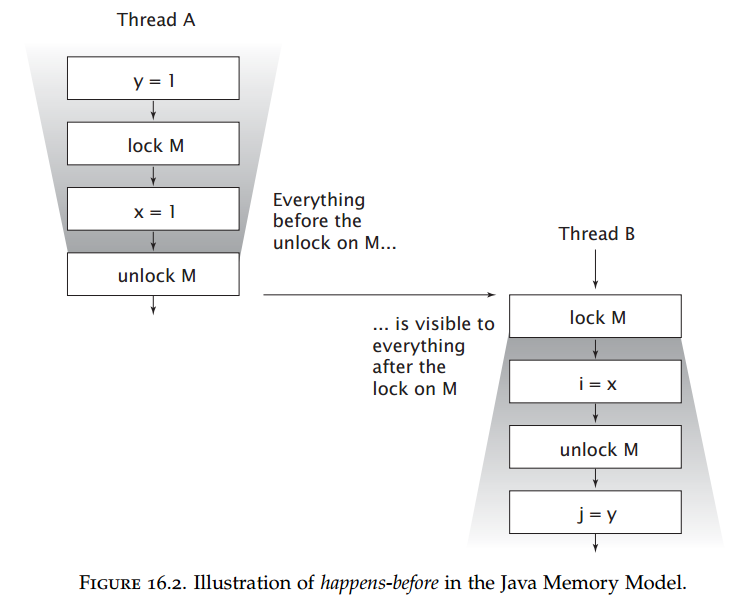 Thread A
y = 1
lock M
x = 1
unlock M
Everything
before the
unlock on M...
... is visible to
everything
after the
lock on M
Thread B
lock M
i = x
unlock M
j = y
FIGURE 16.2. Illustration of happens-before in the Java Memory Model.